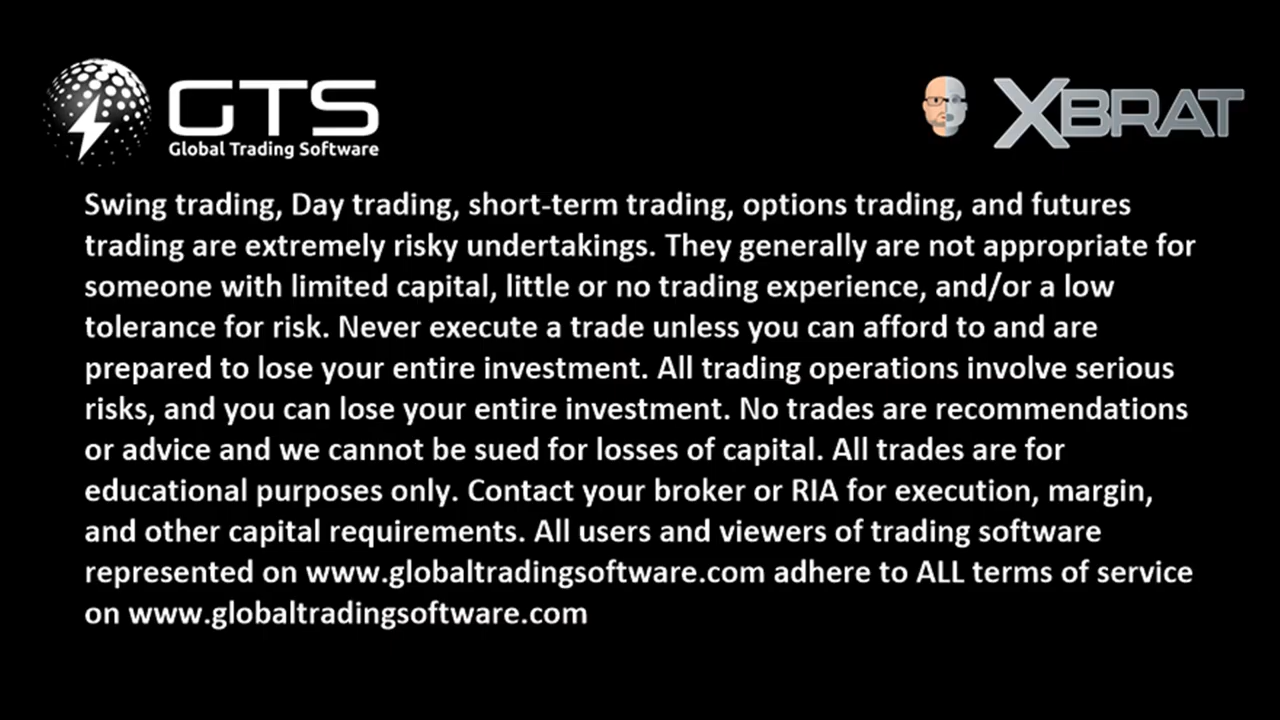 GTS
Global Trading Software
XBRAT
Swing trading, Day trading, short-term trading, options trading, and futures
trading are extremely risky undertakings. They generally are not appropriate for
someone with limited capital, little or no trading experience, and/or a low
tolerance for risk. Never execute a trade unless you can afford to and are
prepared to lose your entire investment. All trading operations involve serious
risks, and you can lose your entire investment. No trades are recommendations
or advice and we cannot be sued for losses of capital. All trades are for
educational purposes only. Contact your broker or RIA for execution, margin,
and other capital requirements. All users and viewers of trading software
represented on www.globaltradingsoftware.com adhere to ALL terms of service
on www.globaltradingsoftware.com